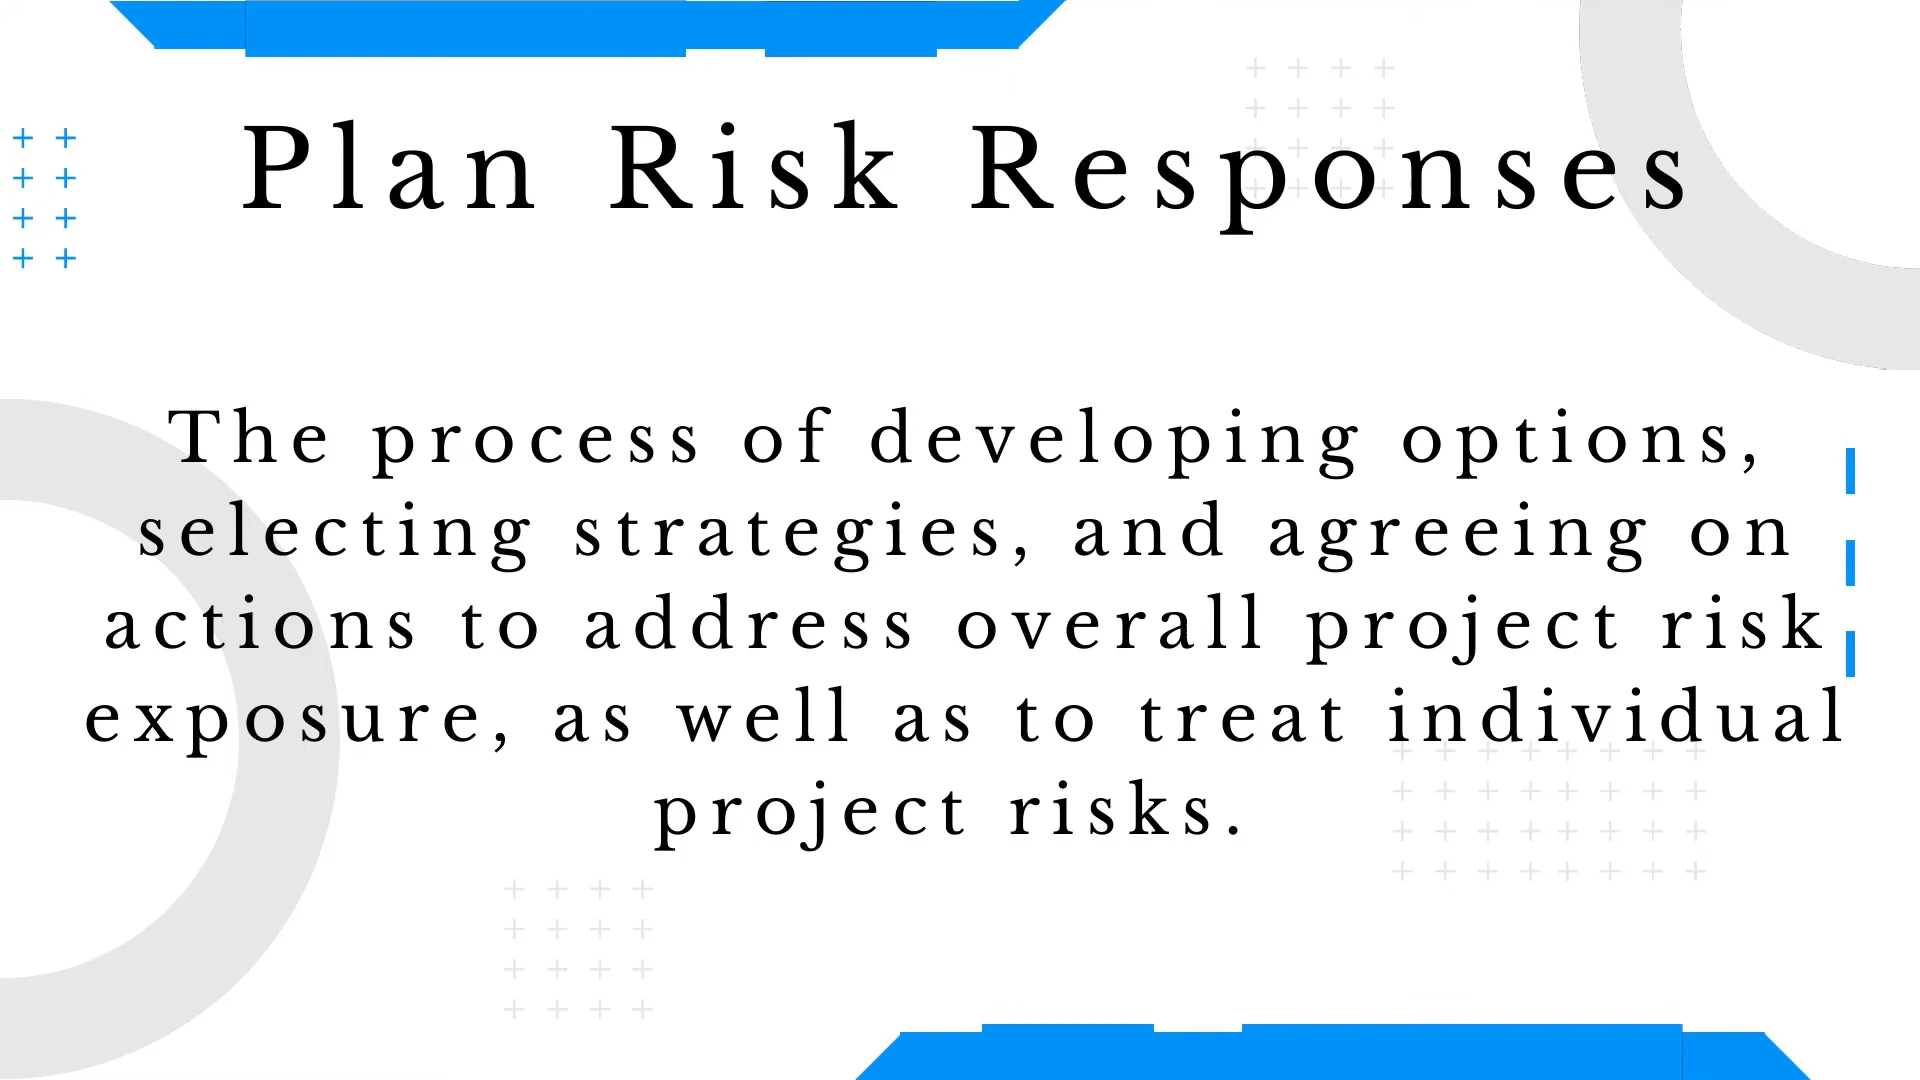 Plan Risk Responses
The process of developing options,
selecting strategies, and agreeing on
actions to address overall project risk
exposure, as well as to treat individual
project risks.